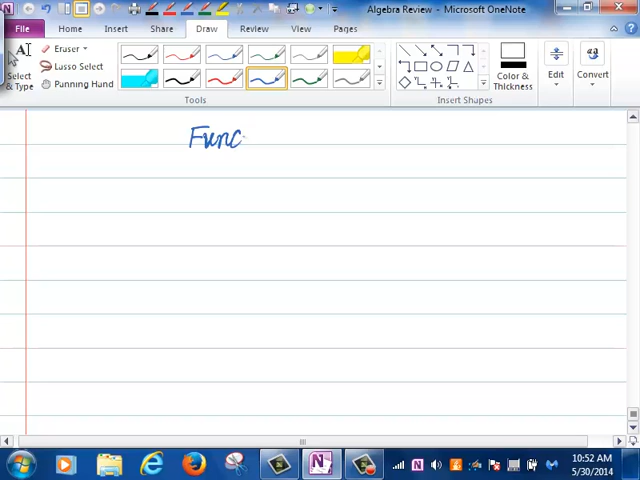 Algebra Review - Microsoft OneNote
File Home Insert Share Draw Review View Pages
Select & Type
Eraser
Lasso Select
Panning Hand
Color & Thickness
Edit
Convert
Tools
Insert Shapes
Func
10:52 AM
5/30/2014